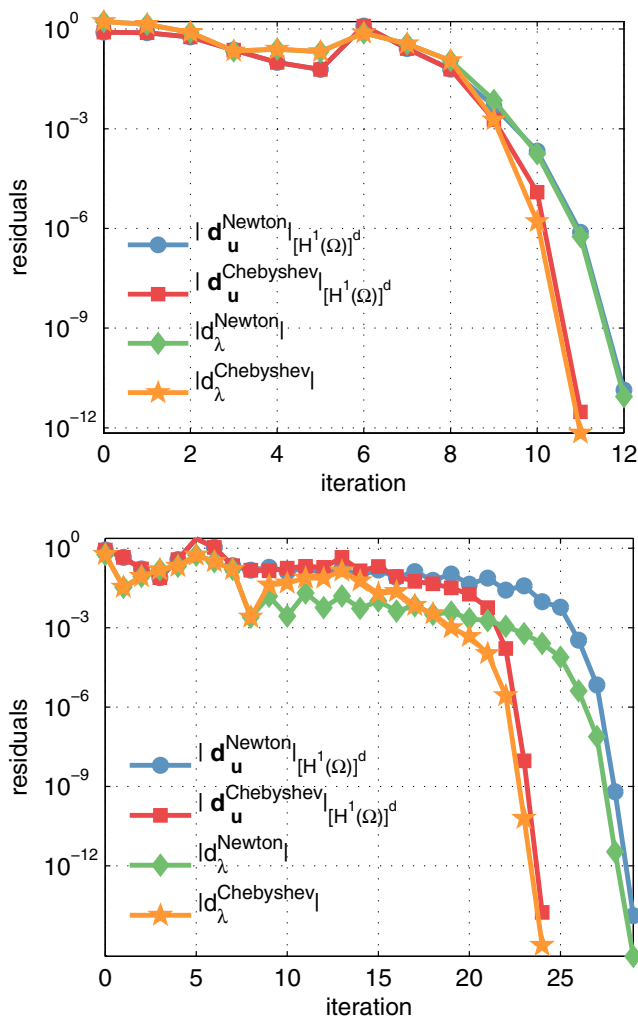 10^0
10^−3
10^−6
10^−9
10^−12
residuals
| d_u^Newton|_[H^1(Ω)]^d
| d_u^Chebyshev|_[H^1(Ω)]^d
|d_λ^Newton|
|d_λ^Chebyshev|
0 2 4 6 8 10 12
iteration
10^0
10^−3
10^−6
10^−9
10^−12
residuals
| d_u^Newton|_[H^1(Ω)]^d
| d_u^Chebyshev|_[H^1(Ω)]^d
|d_λ^Newton|
|d_λ^Chebyshev|
0 5 10 15 20 25
iteration